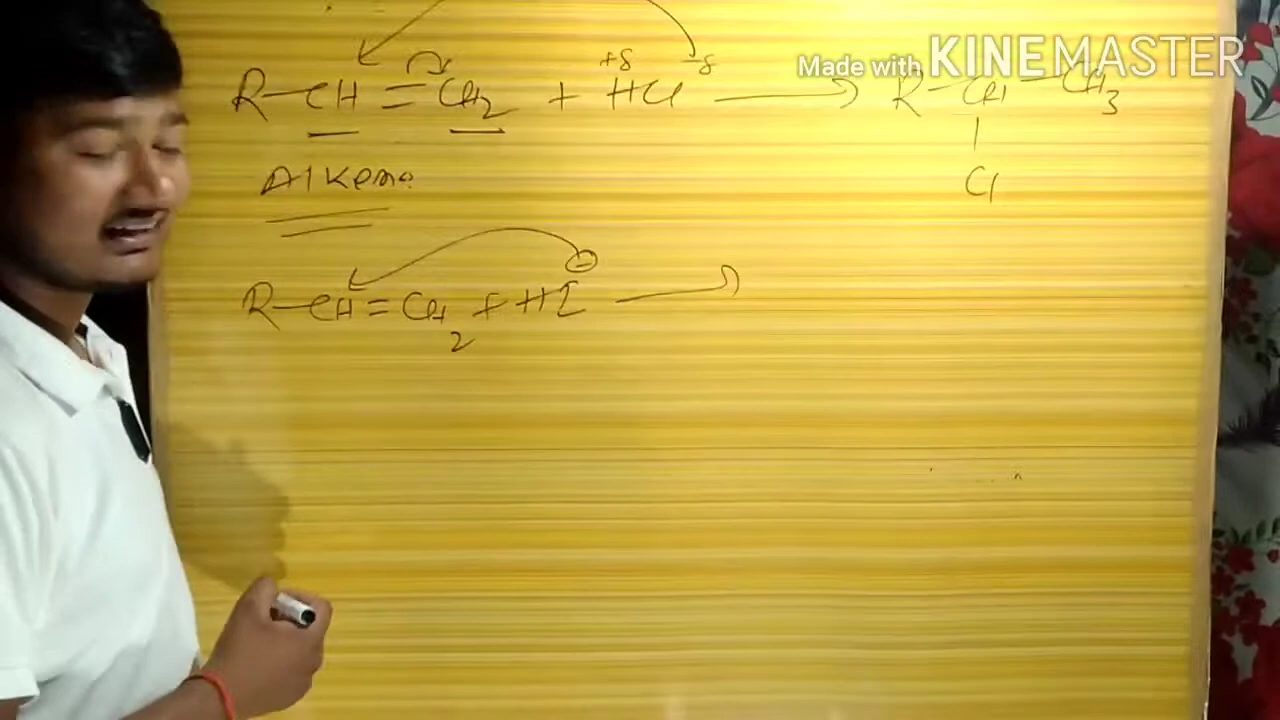 Made with KINEMASTER
+δ -δ
R-CH=CH2 + HCl → R-CH-CH3
|
Cl
Alkene
⊖
R-CH=CH2 + HI →